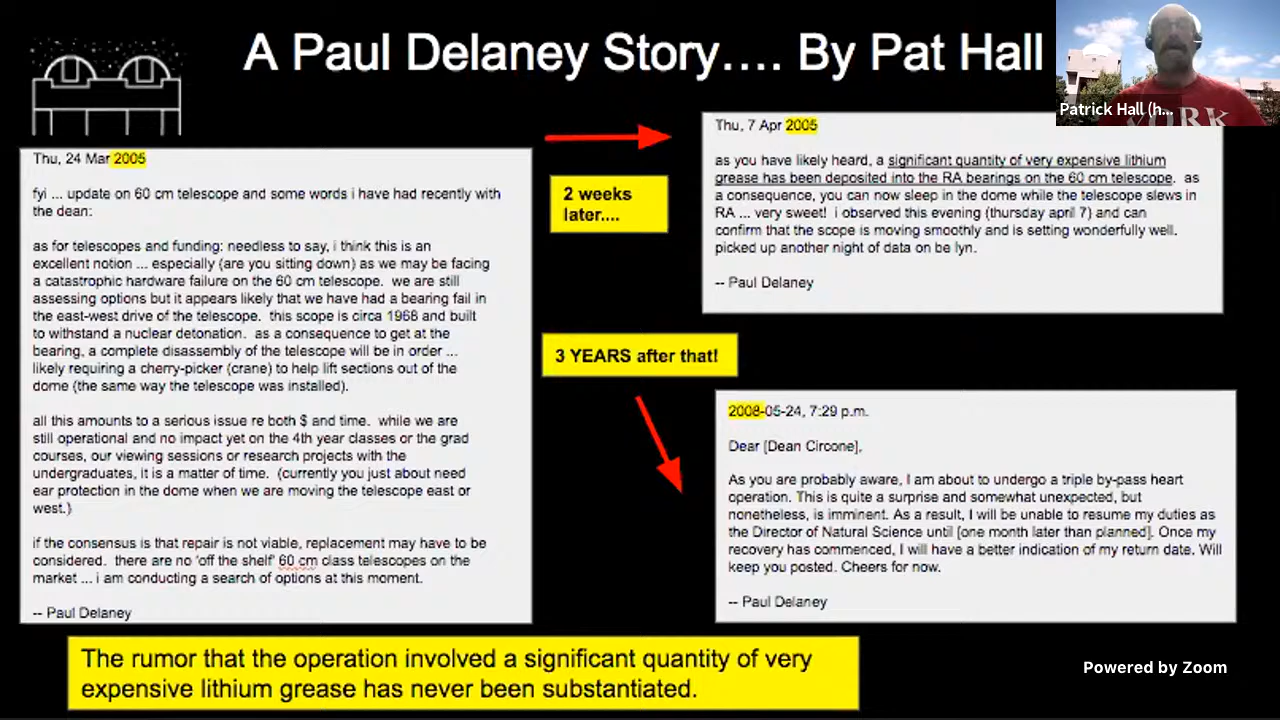 A Paul Delaney Story.... By Pat Hall
Patrick Hall (h...
YORK
Thu, 24 Mar 2005
fyi ... update on 60 cm telescope and some words i have had recently with
the dean:
as for telescopes and funding: needless to say, i think this is an
excellent notion ... especially (are you sitting down) as we may be facing
a catastrophic hardware failure on the 60 cm telescope. we are still
assessing options but it appears likely that we have had a bearing fail in
the east-west drive of the telescope. this scope is circa 1968 and built
to withstand a nuclear detonation. as a consequence to get at the
bearing, a complete disassembly of the telescope will be in order ...
likely requiring a cherry-picker (crane) to help lift sections out of the
dome (the same way the telescope was installed).
all this amounts to a serious issue re both $ and time. while we are
still operational and no impact yet on the 4th year classes or the grad
courses, our viewing sessions or research projects with the
undergraduates, it is a matter of time. (currently you just about need
ear protection in the dome when we are moving the telescope east or
west.)
if the consensus is that repair is not viable, replacement may have to be
considered. there are no 'off the shelf' 60 cm class telescopes on the
market ... i am conducting a search of options at this moment.
-- Paul Delaney
2 weeks
later....
Thu, 7 Apr 2005
as you have likely heard, a significant quantity of very expensive lithium
grease has been deposited into the RA bearings on the 60 cm telescope. as
a consequence, you can now sleep in the dome while the telescope slews in
RA ... very sweet! i observed this evening (thursday april 7) and can
confirm that the scope is moving smoothly and is setting wonderfully well.
picked up another night of data on be lyn.
-- Paul Delaney
3 YEARS after that!
2008-05-24, 7:29 p.m.
Dear [Dean Circone],
As you are probably aware, I am about to undergo a triple by-pass heart
operation. This is quite a surprise and somewhat unexpected, but
nonetheless, is imminent. As a result, I will be unable to resume my duties as
the Director of Natural Science until [one month later than planned]. Once my
recovery has commenced, I will have a better indication of my return date. Will
keep you posted. Cheers for now.
-- Paul Delaney
The rumor that the operation involved a significant quantity of very
expensive lithium grease has never been substantiated.
Powered by Zoom